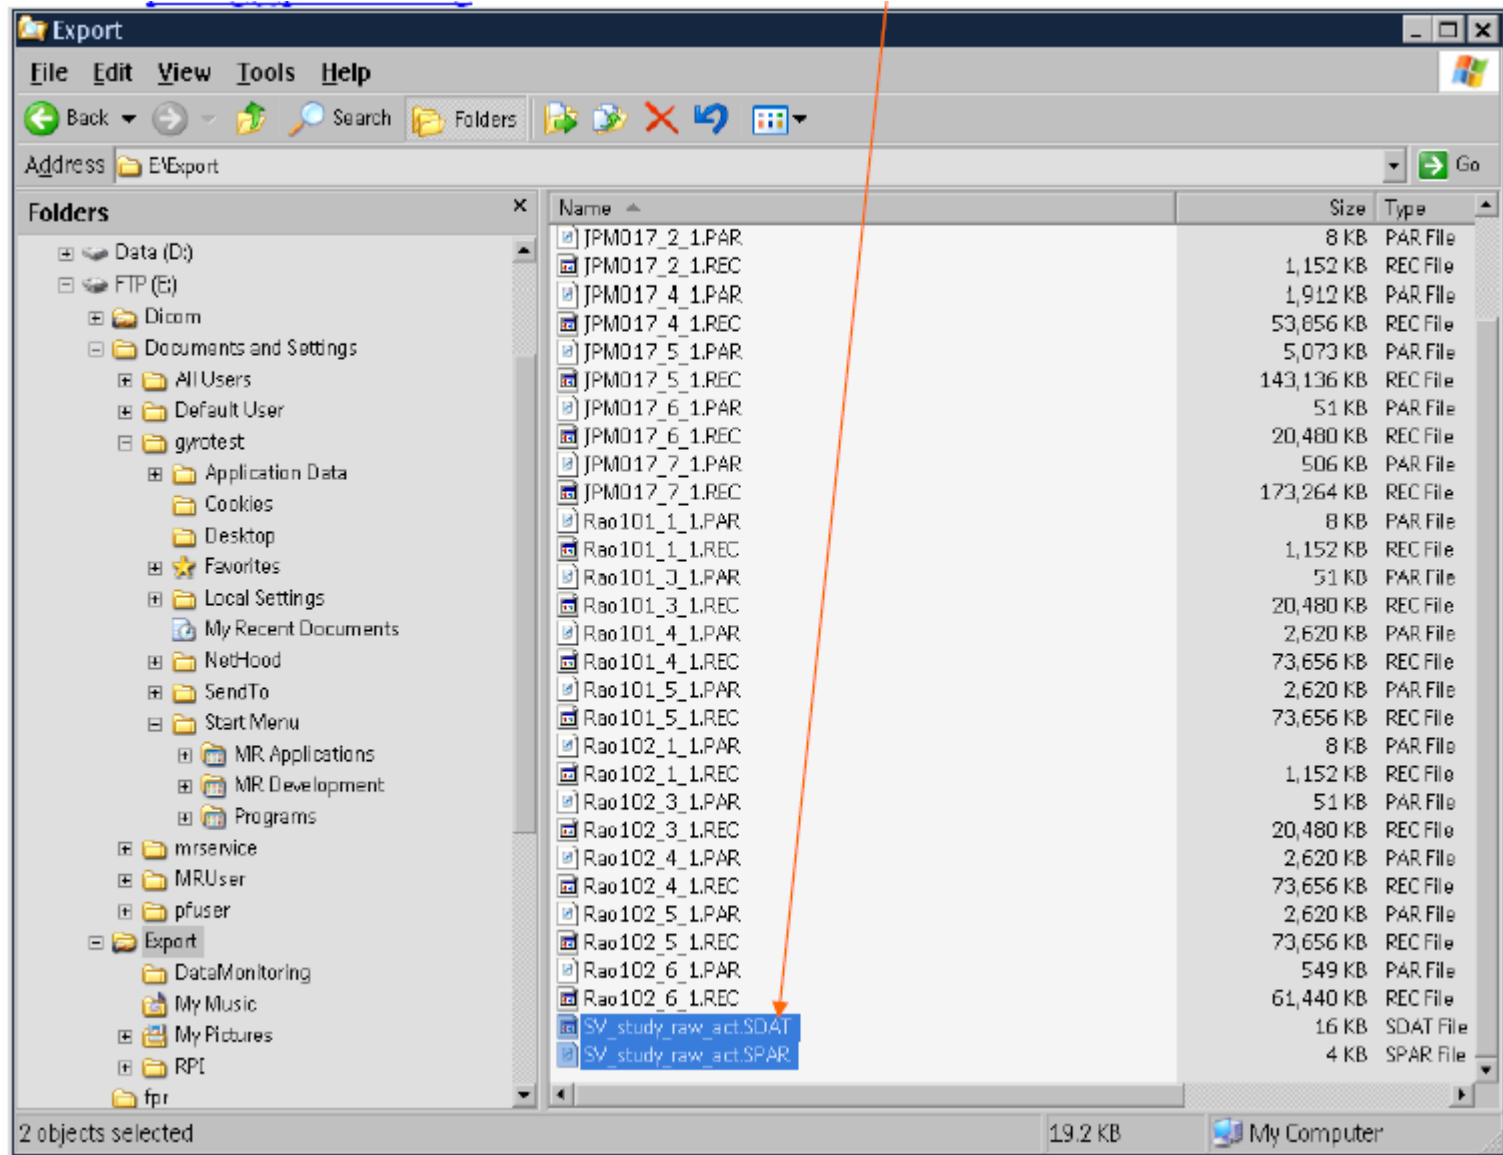 Export
File Edit View Tools Help
Back Search Folders
Address E:\Export Go
Folders
Name Size Type
Data (D:)
FTP (E:)
Dicom
Documents and Settings
All Users
Default User
gyrotest
Application Data
Cookies
Desktop
Favorites
Local Settings
My Recent Documents
NetHood
SendTo
Start Menu
MR Applications
MR Development
Programs
mrservice
MRUser
pfuser
Export
DataMonitoring
My Music
My Pictures
RPI
fpr
JPM017_2_1.PAR 8 KB PAR File
JPM017_2_1.REC 1,152 KB REC File
JPM017_4_1.PAR 1,912 KB PAR File
JPM017_4_1.REC 53,856 KB REC File
JPM017_5_1.PAR 5,073 KB PAR File
JPM017_5_1.REC 143,136 KB REC File
JPM017_6_1.PAR 51 KB PAR File
JPM017_6_1.REC 20,480 KB REC File
JPM017_7_1.PAR 506 KB PAR File
JPM017_7_1.REC 173,264 KB REC File
Rao101_1_1.PAR 8 KB PAR File
Rao101_1_1.REC 1,152 KB REC File
Rao101_3_1.PAR 51 KB PAR File
Rao101_3_1.REC 20,480 KB REC File
Rao101_4_1.PAR 2,620 KB PAR File
Rao101_4_1.REC 73,656 KB REC File
Rao101_5_1.PAR 2,620 KB PAR File
Rao101_5_1.REC 73,656 KB REC File
Rao102_1_1.PAR 8 KB PAR File
Rao102_1_1.REC 1,152 KB REC File
Rao102_3_1.PAR 51 KB PAR File
Rao102_3_1.REC 20,480 KB REC File
Rao102_4_1.PAR 2,620 KB PAR File
Rao102_4_1.REC 73,656 KB REC File
Rao102_5_1.PAR 2,620 KB PAR File
Rao102_5_1.REC 73,656 KB REC File
Rao102_6_1.PAR 549 KB PAR File
Rao102_6_1.REC 61,440 KB REC File
SV_study_raw_act.SDAT 16 KB SDAT File
SV_study_raw_act.SPAR 4 KB SPAR File
2 objects selected 19.2 KB My Computer